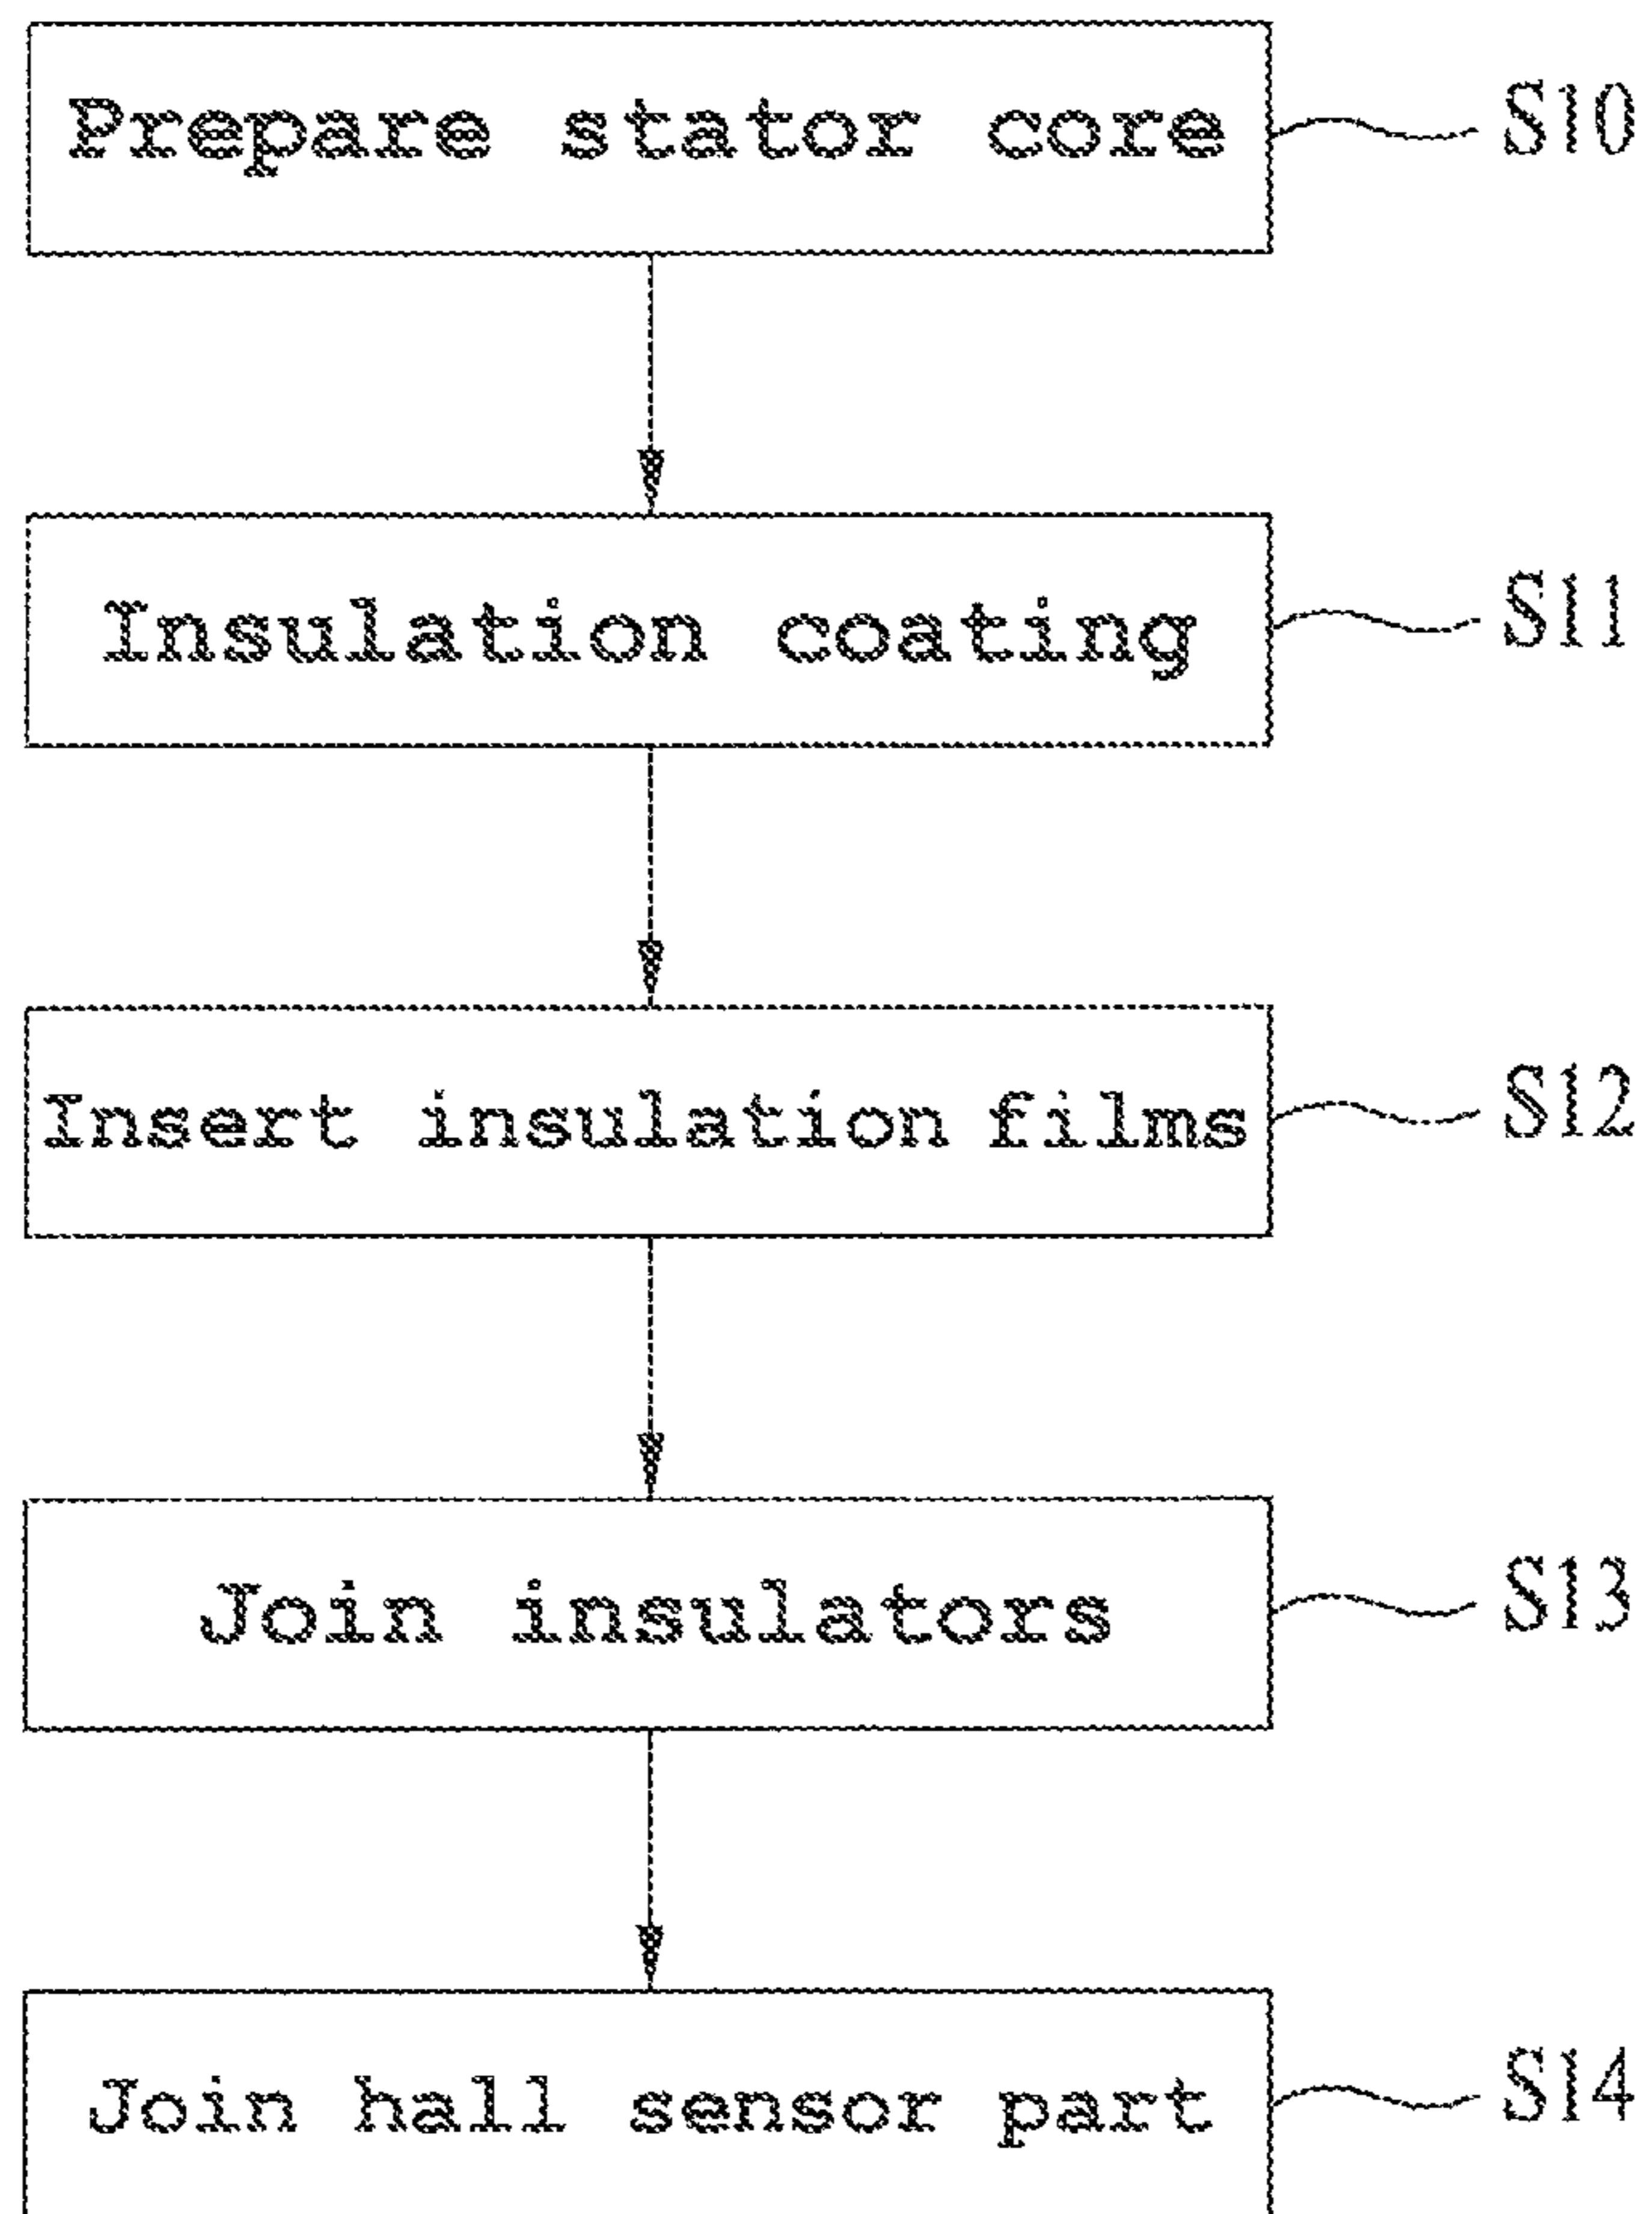 Prepare stator core S10
Insulation coating S11
Insert insulation films S12
Join insulators S13
Join hall sensor part S14